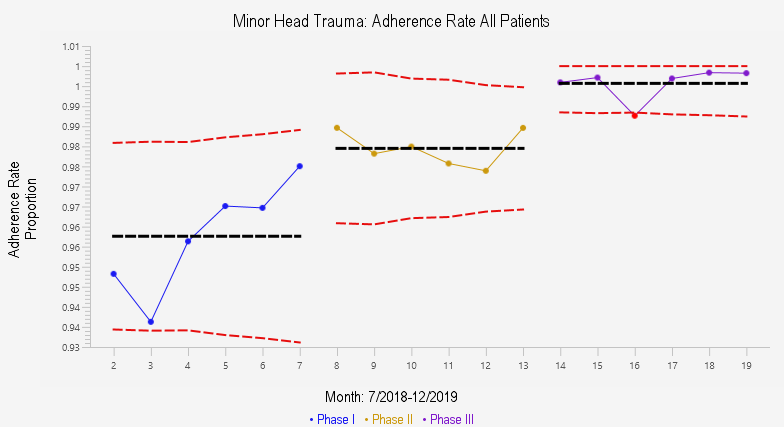 Minor Head Trauma: Adherence Rate All Patients
1.01
1
1
0.99
0.99
0.98
0.98
0.97
0.97
0.96
0.96
0.95
0.95
0.94
0.94
0.93
Adherence Rate
Proportion
2 3 4 5 6 7 8 9 10 11 12 13 14 15 16 17 18 19
Month: 7/2018-12/2019
• Phase I • Phase II • Phase III